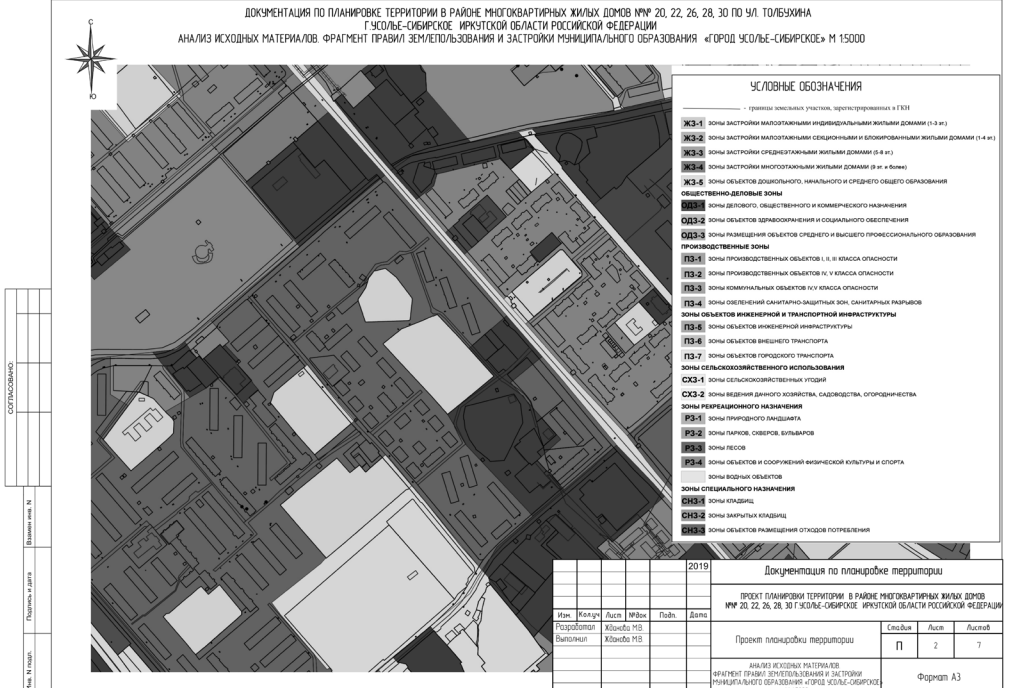 ДОКУМЕНТАЦИЯ ПО ПЛАНИРОВКЕ ТЕРРИТОРИИ В РАЙОНЕ МНОГОКВАРТИРНЫХ ЖИЛЫХ ДОМОВ №№ 20, 22, 26, 28, 30 ПО УЛ. ТОЛБУХИНА
Г.УСОЛЬЕ-СИБИРСКОЕ ИРКУТСКОЙ ОБЛАСТИ РОССИЙСКОЙ ФЕДЕРАЦИИ
АНАЛИЗ ИСХОДНЫХ МАТЕРИАЛОВ. ФРАГМЕНТ ПРАВИЛ ЗЕМЛЕПОЛЬЗОВАНИЯ И ЗАСТРОЙКИ МУНИЦИПАЛЬНОГО ОБРАЗОВАНИЯ «ГОРОД УСОЛЬЕ-СИБИРСКОЕ» М 1:5000
С
Ю
УСЛОВНЫЕ ОБОЗНАЧЕНИЯ
- границы земельных участков, зарегистрированных в ГКН
ЖЗ-1 ЗОНЫ ЗАСТРОЙКИ МАЛОЭТАЖНЫМИ ИНДИВИДУАЛЬНЫМИ ЖИЛЫМИ ДОМАМИ (1-3 эт.)
ЖЗ-2 ЗОНЫ ЗАСТРОЙКИ МАЛОЭТАЖНЫМИ СЕКЦИОННЫМИ И БЛОКИРОВАННЫМИ ЖИЛЫМИ ДОМАМИ (1-4 эт.)
ЖЗ-3 ЗОНЫ ЗАСТРОЙКИ СРЕДНЕЭТАЖНЫМИ ЖИЛЫМИ ДОМАМИ (5-8 эт.)
ЖЗ-4 ЗОНЫ ЗАСТРОЙКИ МНОГОЭТАЖНЫМИ ЖИЛЫМИ ДОМАМИ (9 эт. и более)
ЖЗ-5 ЗОНЫ ОБЪЕКТОВ ДОШКОЛЬНОГО, НАЧАЛЬНОГО И СРЕДНЕГО ОБЩЕГО ОБРАЗОВАНИЯ
ОБЩЕСТВЕННО-ДЕЛОВЫЕ ЗОНЫ
ОДЗ-1 ЗОНЫ ДЕЛОВОГО, ОБЩЕСТВЕННОГО И КОММЕРЧЕСКОГО НАЗНАЧЕНИЯ
ОДЗ-2 ЗОНЫ ОБЪЕКТОВ ЗДРАВООХРАНЕНИЯ И СОЦИАЛЬНОГО ОБЕСПЕЧЕНИЯ
ОДЗ-3 ЗОНЫ РАЗМЕЩЕНИЯ ОБЪЕКТОВ СРЕДНЕГО И ВЫСШЕГО ПРОФЕССИОНАЛЬНОГО ОБРАЗОВАНИЯ
ПРОИЗВОДСТВЕННЫЕ ЗОНЫ
ПЗ-1 ЗОНЫ ПРОИЗВОДСТВЕННЫХ ОБЪЕКТОВ I, II, III КЛАССА ОПАСНОСТИ
ПЗ-2 ЗОНЫ ПРОИЗВОДСТВЕННЫХ ОБЪЕКТОВ IV, V КЛАССА ОПАСНОСТИ
ПЗ-3 ЗОНЫ КОММУНАЛЬНЫХ ОБЪЕКТОВ IV,V КЛАССА ОПАСНОСТИ
ПЗ-4 ЗОНЫ ОЗЕЛЕНЕНИЙ САНИТАРНО-ЗАЩИТНЫХ ЗОН, САНИТАРНЫХ РАЗРЫВОВ
ЗОНЫ ОБЪЕКТОВ ИНЖЕНЕРНОЙ И ТРАНСПОРТНОЙ ИНФРАСТРУКТУРЫ
ПЗ-5 ЗОНЫ ОБЪЕКТОВ ИНЖЕНЕРНОЙ ИНФРАСТРУКТУРЫ
ПЗ-6 ЗОНЫ ОБЪЕКТОВ ВНЕШНЕГО ТРАНСПОРТА
ПЗ-7 ЗОНЫ ОБЪЕКТОВ ГОРОДСКОГО ТРАНСПОРТА
ЗОНЫ СЕЛЬСКОХОЗЯЙСТВЕННОГО ИСПОЛЬЗОВАНИЯ
СХЗ-1 ЗОНЫ СЕЛЬСКОХОЗЯЙСТВЕННЫХ УГОДИЙ
СХЗ-2 ЗОНЫ ВЕДЕНИЯ ДАЧНОГО ХОЗЯЙСТВА, САДОВОДСТВА, ОГОРОДНИЧЕСТВА
ЗОНЫ РЕКРЕАЦИОННОГО НАЗНАЧЕНИЯ
РЗ-1 ЗОНЫ ПРИРОДНОГО ЛАНДШАФТА
РЗ-2 ЗОНЫ ПАРКОВ, СКВЕРОВ, БУЛЬВАРОВ
РЗ-3 ЗОНЫ ЛЕСОВ
РЗ-4 ЗОНЫ ОБЪЕКТОВ И СООРУЖЕНИЙ ФИЗИЧЕСКОЙ КУЛЬТУРЫ И СПОРТА
ЗОНЫ ВОДНЫХ ОБЪЕКТОВ
ЗОНЫ СПЕЦИАЛЬНОГО НАЗНАЧЕНИЯ
СНЗ-1 ЗОНЫ КЛАДБИЩ
СНЗ-2 ЗОНЫ ЗАКРЫТЫХ КЛАДБИЩ
СНЗ-3 ЗОНЫ ОБЪЕКТОВ РАЗМЕЩЕНИЯ ОТХОДОВ ПОТРЕБЛЕНИЯ
СОГЛАСОВАНО:
Взамен инв. N
Подпись и дата
Инв. N подл.
2019
Изм. Кол.уч Лист №док Подп. Дата
Разработал Жданова М.В.
Выполнил Жданова М.В.
Документация по планировке территории
ПРОЕКТ ПЛАНИРОВКИ ТЕРРИТОРИИ В РАЙОНЕ МНОГОКВАРТИРНЫХ ЖИЛЫХ ДОМОВ
№№ 20, 22, 26, 28, 30 Г.УСОЛЬЕ-СИБИРСКОЕ ИРКУТСКОЙ ОБЛАСТИ РОССИЙСКОЙ ФЕДЕРАЦИИ
Проект планировки территории
Стадия Лист Листов
П 2 7
АНАЛИЗ ИСХОДНЫХ МАТЕРИАЛОВ
ФРАГМЕНТ ПРАВИЛ ЗЕМЛЕПОЛЬЗОВАНИЯ И ЗАСТРОЙКИ
МУНИЦИПАЛЬНОГО ОБРАЗОВАНИЯ «ГОРОД УСОЛЬЕ-СИБИРСКОЕ»
Формат А3